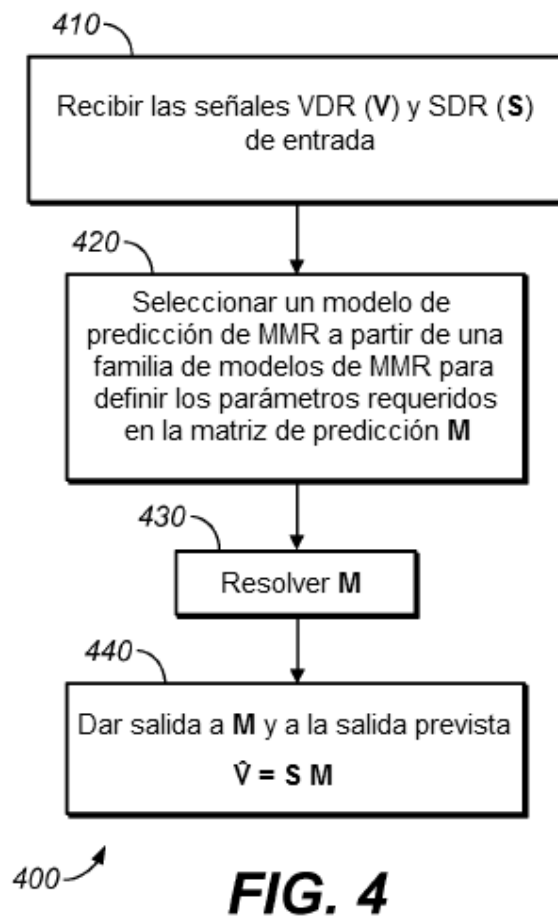 410
Recibir las señales VDR (V) y SDR (S)
de entrada
420
Seleccionar un modelo de
predicción de MMR a partir de una
familia de modelos de MMR para
definir los parámetros requeridos
en la matriz de predicción M
430
Resolver M
440
Dar salida a M y a la salida prevista
V̂ = S M
400
FIG. 4